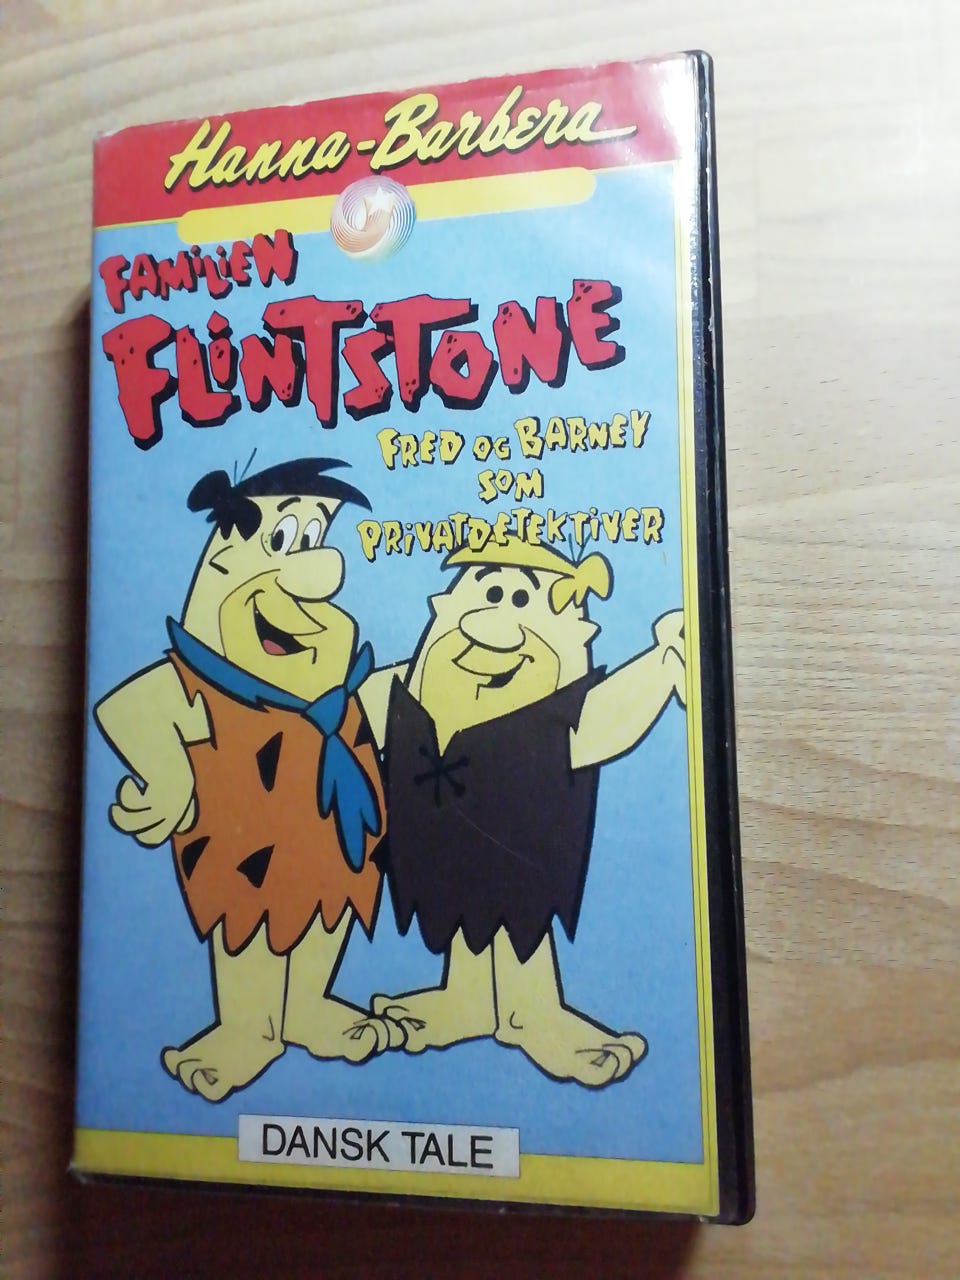 Hanna-Barbera
FAMILIEN
FLINTSTONE
FRED OG BARNEY
SOM
PRIVATDETEKTIVER
DANSK TALE